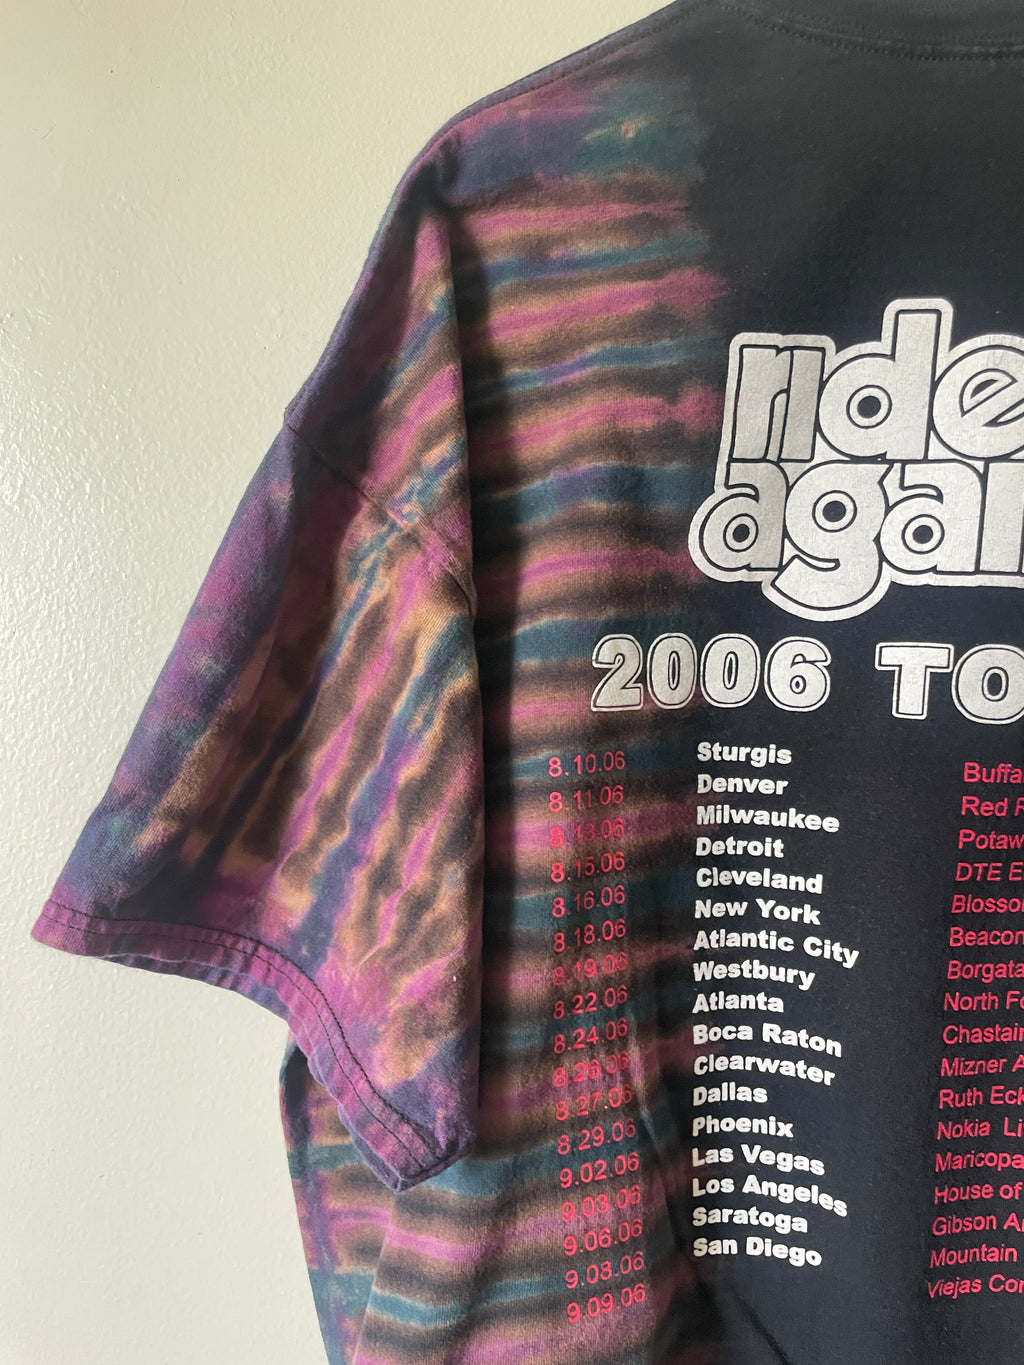 ride
agai
2006 TO
8.10.06 Sturgis Buffa
8.11.06 Denver Red R
8.13.06 Milwaukee Potaw
8.15.06 Detroit DTE E
8.16.06 Cleveland Blosso
8.18.06 New York Beacon
8.19.06 Atlantic City Borgata
8.22.06 Westbury North Fo
8.24.06 Atlanta Chastain
8.26.06 Boca Raton Mizner A
8.27.06 Clearwater Ruth Eck
8.29.06 Dallas Nokia Li
9.02.06 Phoenix Maricopa
9.03.06 Las Vegas House of
9.06.06 Los Angeles Gibson A
9.08.06 Saratoga Mountain
9.09.06 San Diego Viejas Co